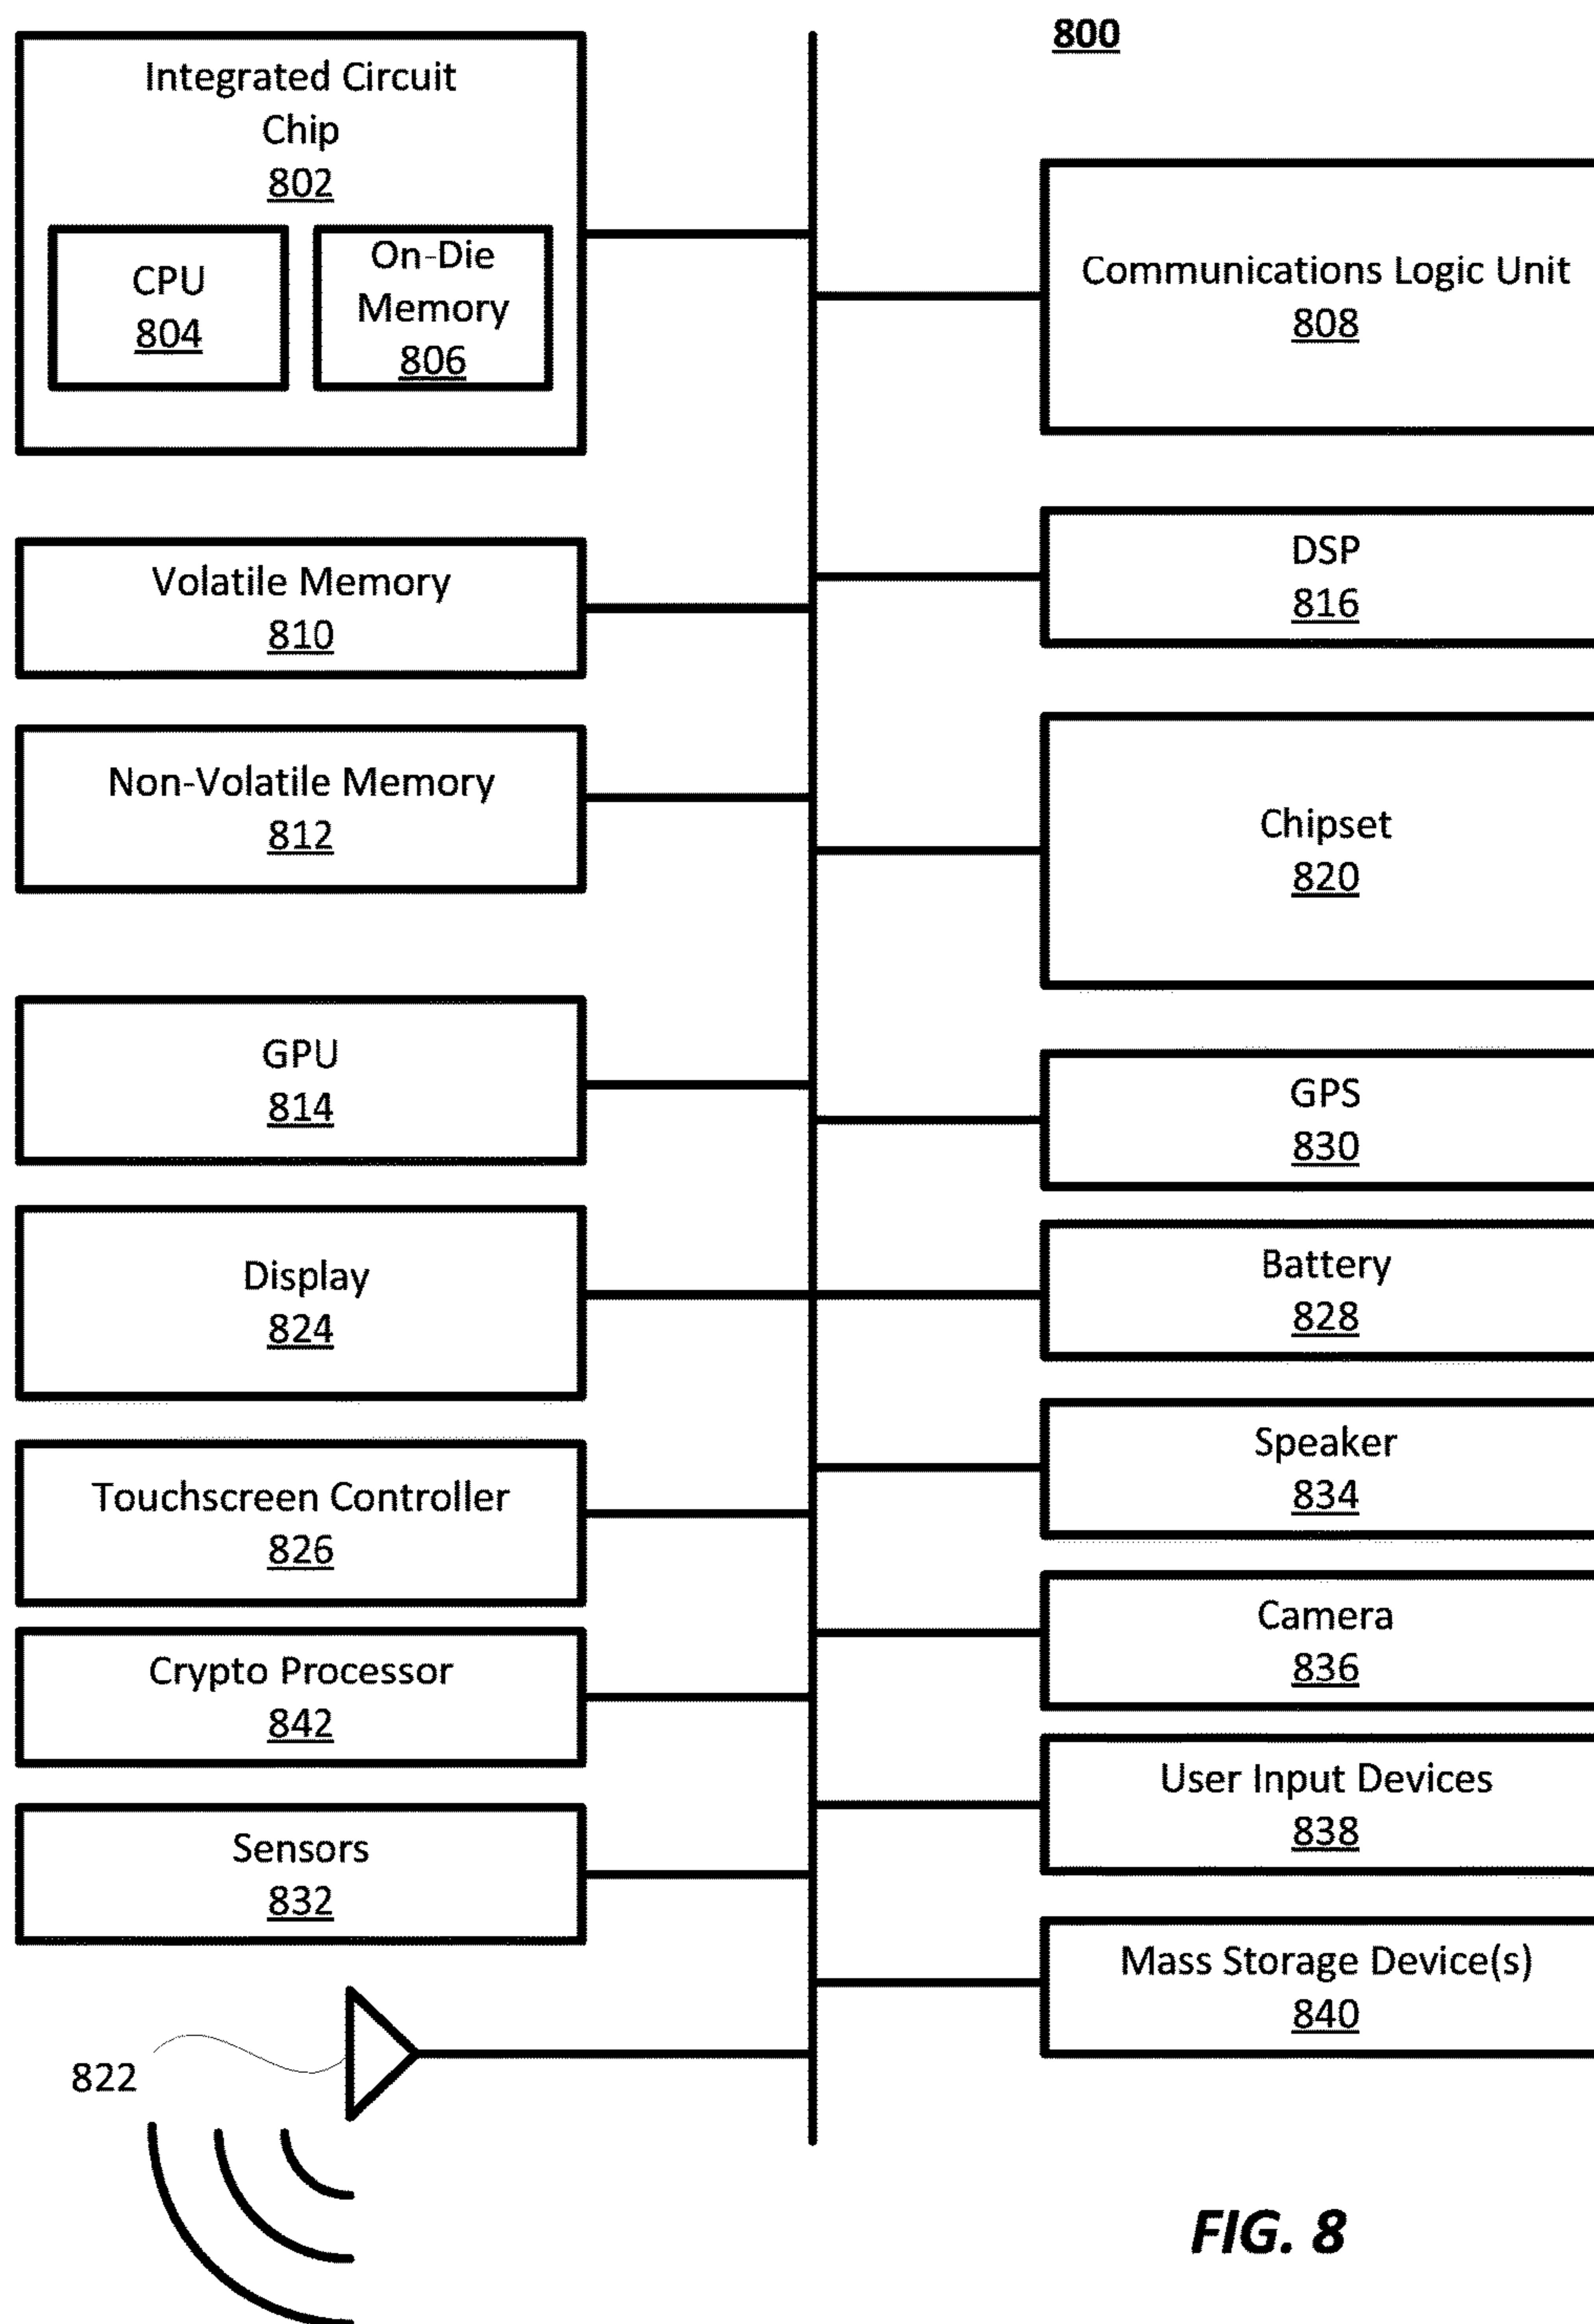 800
Integrated Circuit
Chip
802
CPU
804
On-Die
Memory
806
Volatile Memory
810
Non-Volatile Memory
812
GPU
814
Display
824
Touchscreen Controller
826
Crypto Processor
842
Sensors
832
822
Communications Logic Unit
808
DSP
816
Chipset
820
GPS
830
Battery
828
Speaker
834
Camera
836
User Input Devices
838
Mass Storage Device(s)
840
FIG. 8